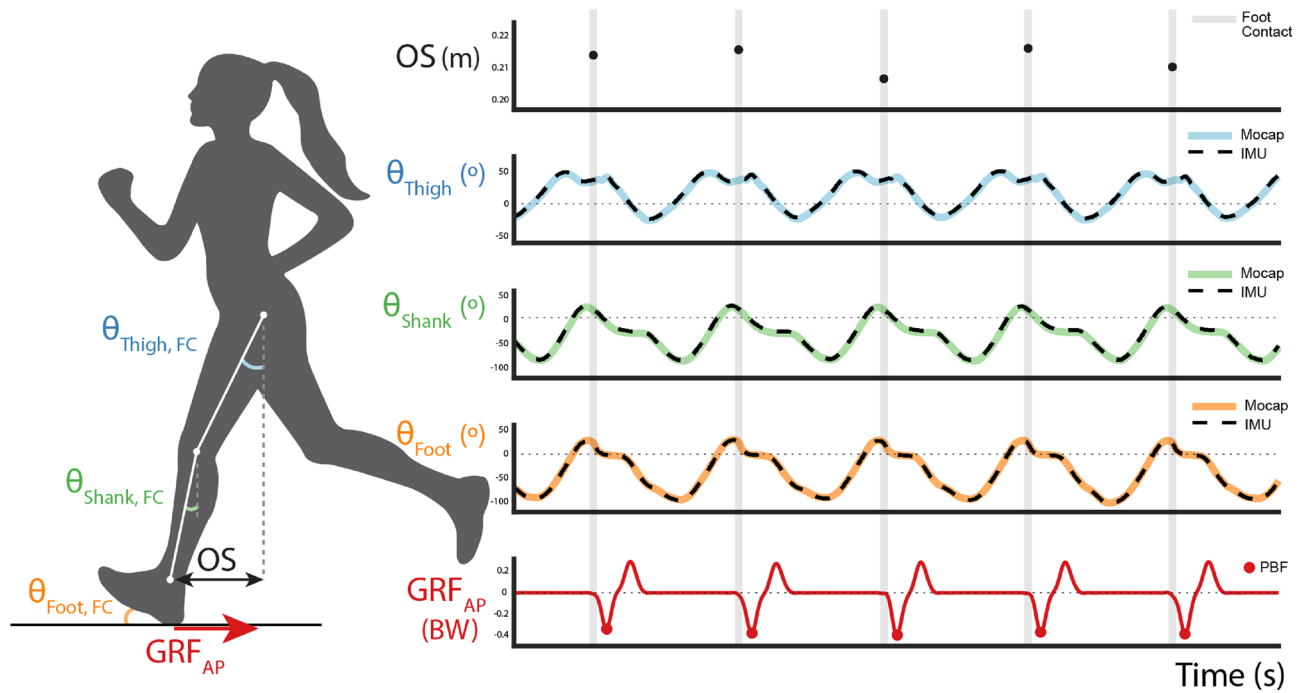 OS (m)
0.22
0.21
0.20
Foot
Contact
θThigh (º)
50
0
-50
Mocap
IMU
θShank (º)
50
0
-50
-100
Mocap
IMU
θFoot (º)
50
0
-50
-100
Mocap
IMU
GRFAP
(BW)
0.2
0
-0.2
-0.4
PBF
Time (s)
θThigh, FC
θShank, FC
OS
θFoot, FC
GRFAP